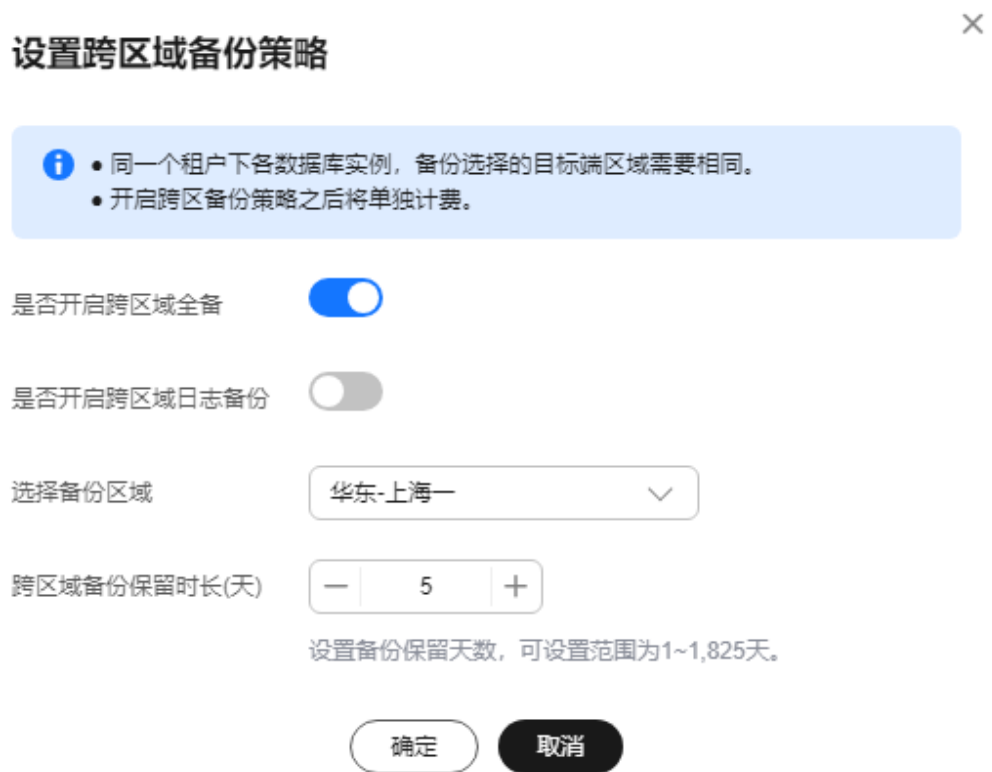 设置跨区域备份策略
● 同一个租户下各数据库实例，备份选择的目标端区域需要相同。
● 开启跨区备份策略之后将单独计费。
是否开启跨区域全备
是否开启跨区域日志备份
选择备份区域 华东-上海一
跨区域备份保留时长(天) 5
设置备份保留天数，可设置范围为1~1,825天。
确定 取消